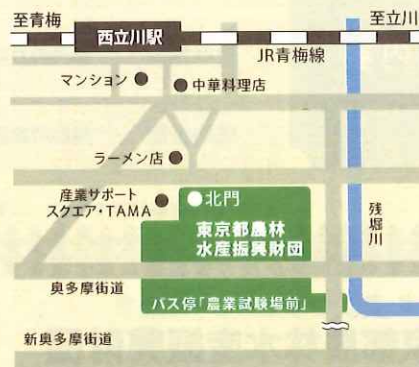 至青梅
西立川駅
至立川
JR青梅線
マンション
中華料理店
ラーメン店
産業サポート
スクエア・TAMA
北門
東京都農林
水産振興財団
残堀川
奥多摩街道
バス停「農業試験場前」
新奥多摩街道